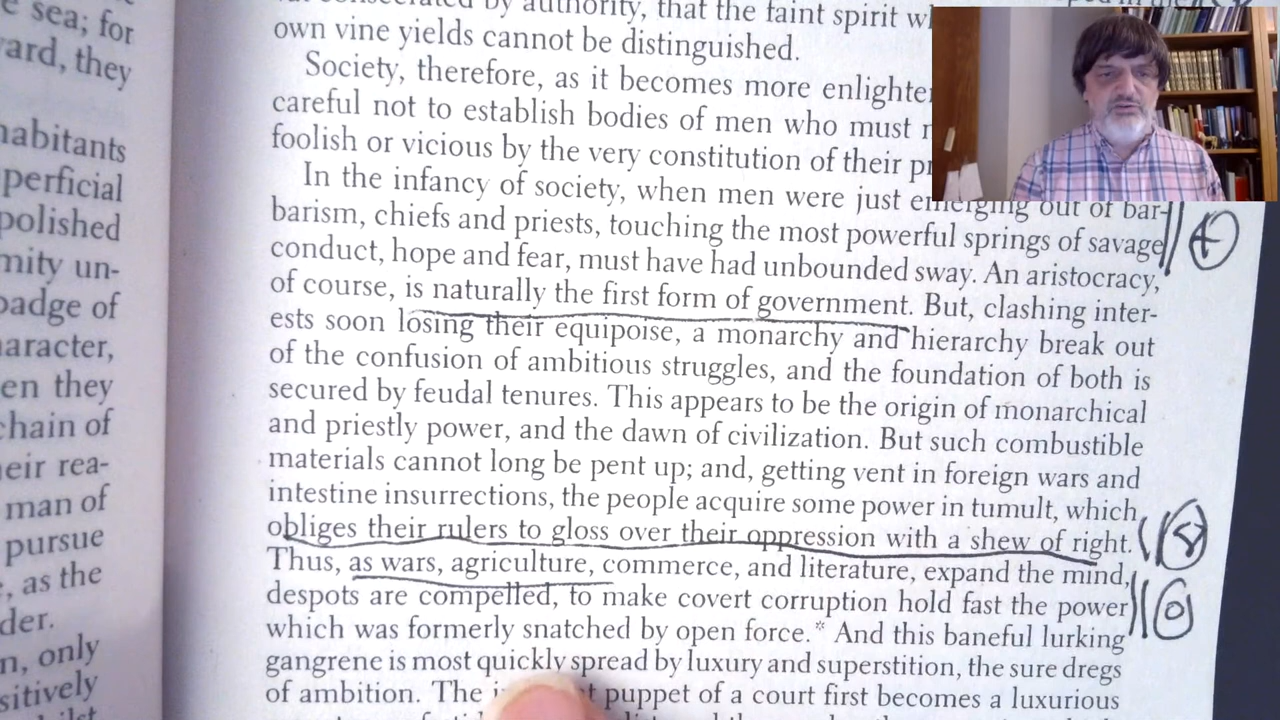 e sea; for
ard, they
habitants
perficial
polished
mity un-
badge of
aracter,
en they
chain of
eir rea-
man of
pursue
, as the
der.
n, only
sitively
by authority, that the faint spirit
own vine yields cannot be distinguished.
Society, therefore, as it becomes more enlighte
careful not to establish bodies of men who must
foolish or vicious by the very constitution of their
In the infancy of society, when men were just emerging out of bar-
barism, chiefs and priests, touching the most powerful springs of savage
conduct, hope and fear, must have had unbounded sway. An aristocracy,
of course, is naturally the first form of government. But, clashing inter-
ests soon losing their equipoise, a monarchy and hierarchy break out
of the confusion of ambitious struggles, and the foundation of both is
secured by feudal tenures. This appears to be the origin of monarchical
and priestly power, and the dawn of civilization. But such combustible
materials cannot long be pent up; and, getting vent in foreign wars and
intestine insurrections, the people acquire some power in tumult, which
obliges their rulers to gloss over their oppression with a shew of right.
Thus, as wars, agriculture, commerce, and literature, expand the mind,
despots are compelled, to make covert corruption hold fast the power
which was formerly snatched by open force.* And this baneful lurking
gangrene is most quickly spread by luxury and superstition, the sure dregs
of ambition. The puppet of a court first becomes a luxurious